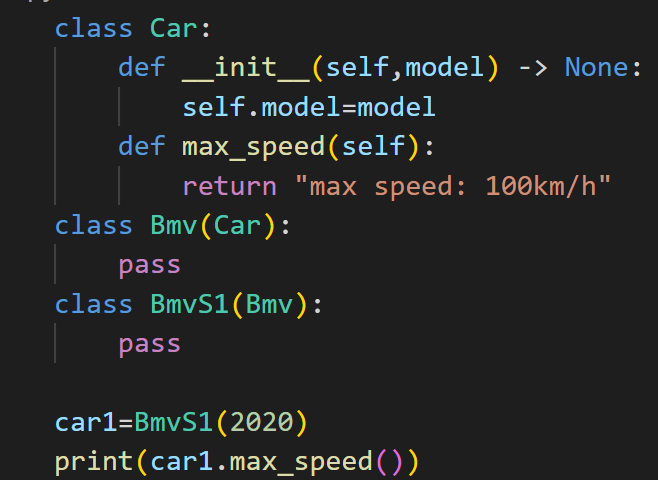 class Car:
    def __init__(self,model) -> None:
        self.model=model
    def max_speed(self):
        return "max speed: 100km/h"
class Bmv(Car):
    pass
class BmvS1(Bmv):
    pass

car1=BmvS1(2020)
print(car1.max_speed())